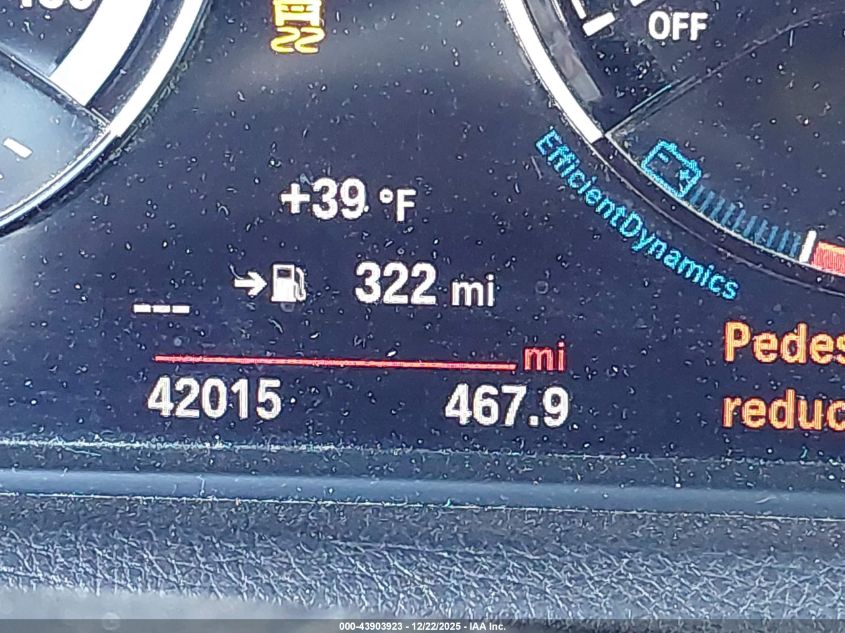 OFF
EfficientDynamics
+39 °F
322 mi
---
mi
42015 467.9
Pedes
reduc
000-43903923 - 12/22/2025 - IAA Inc.